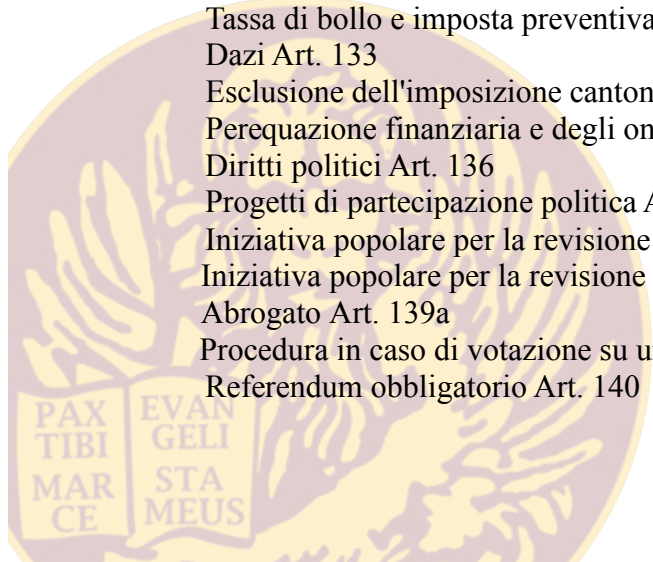 Tassa di bollo e imposta preventiva
Dazi Art. 133
Esclusione dell'imposizione canton
Perequazione finanziaria e degli on
Diritti politici Art. 136
Progetti di partecipazione politica A
Iniziativa popolare per la revisione
Iniziativa popolare per la revisione
Abrogato Art. 139a
Procedura in caso di votazione su u
Referendum obbligatorio Art. 140
PAX
TIBI
MAR
CE
EVAN
GELI
STA
MEUS